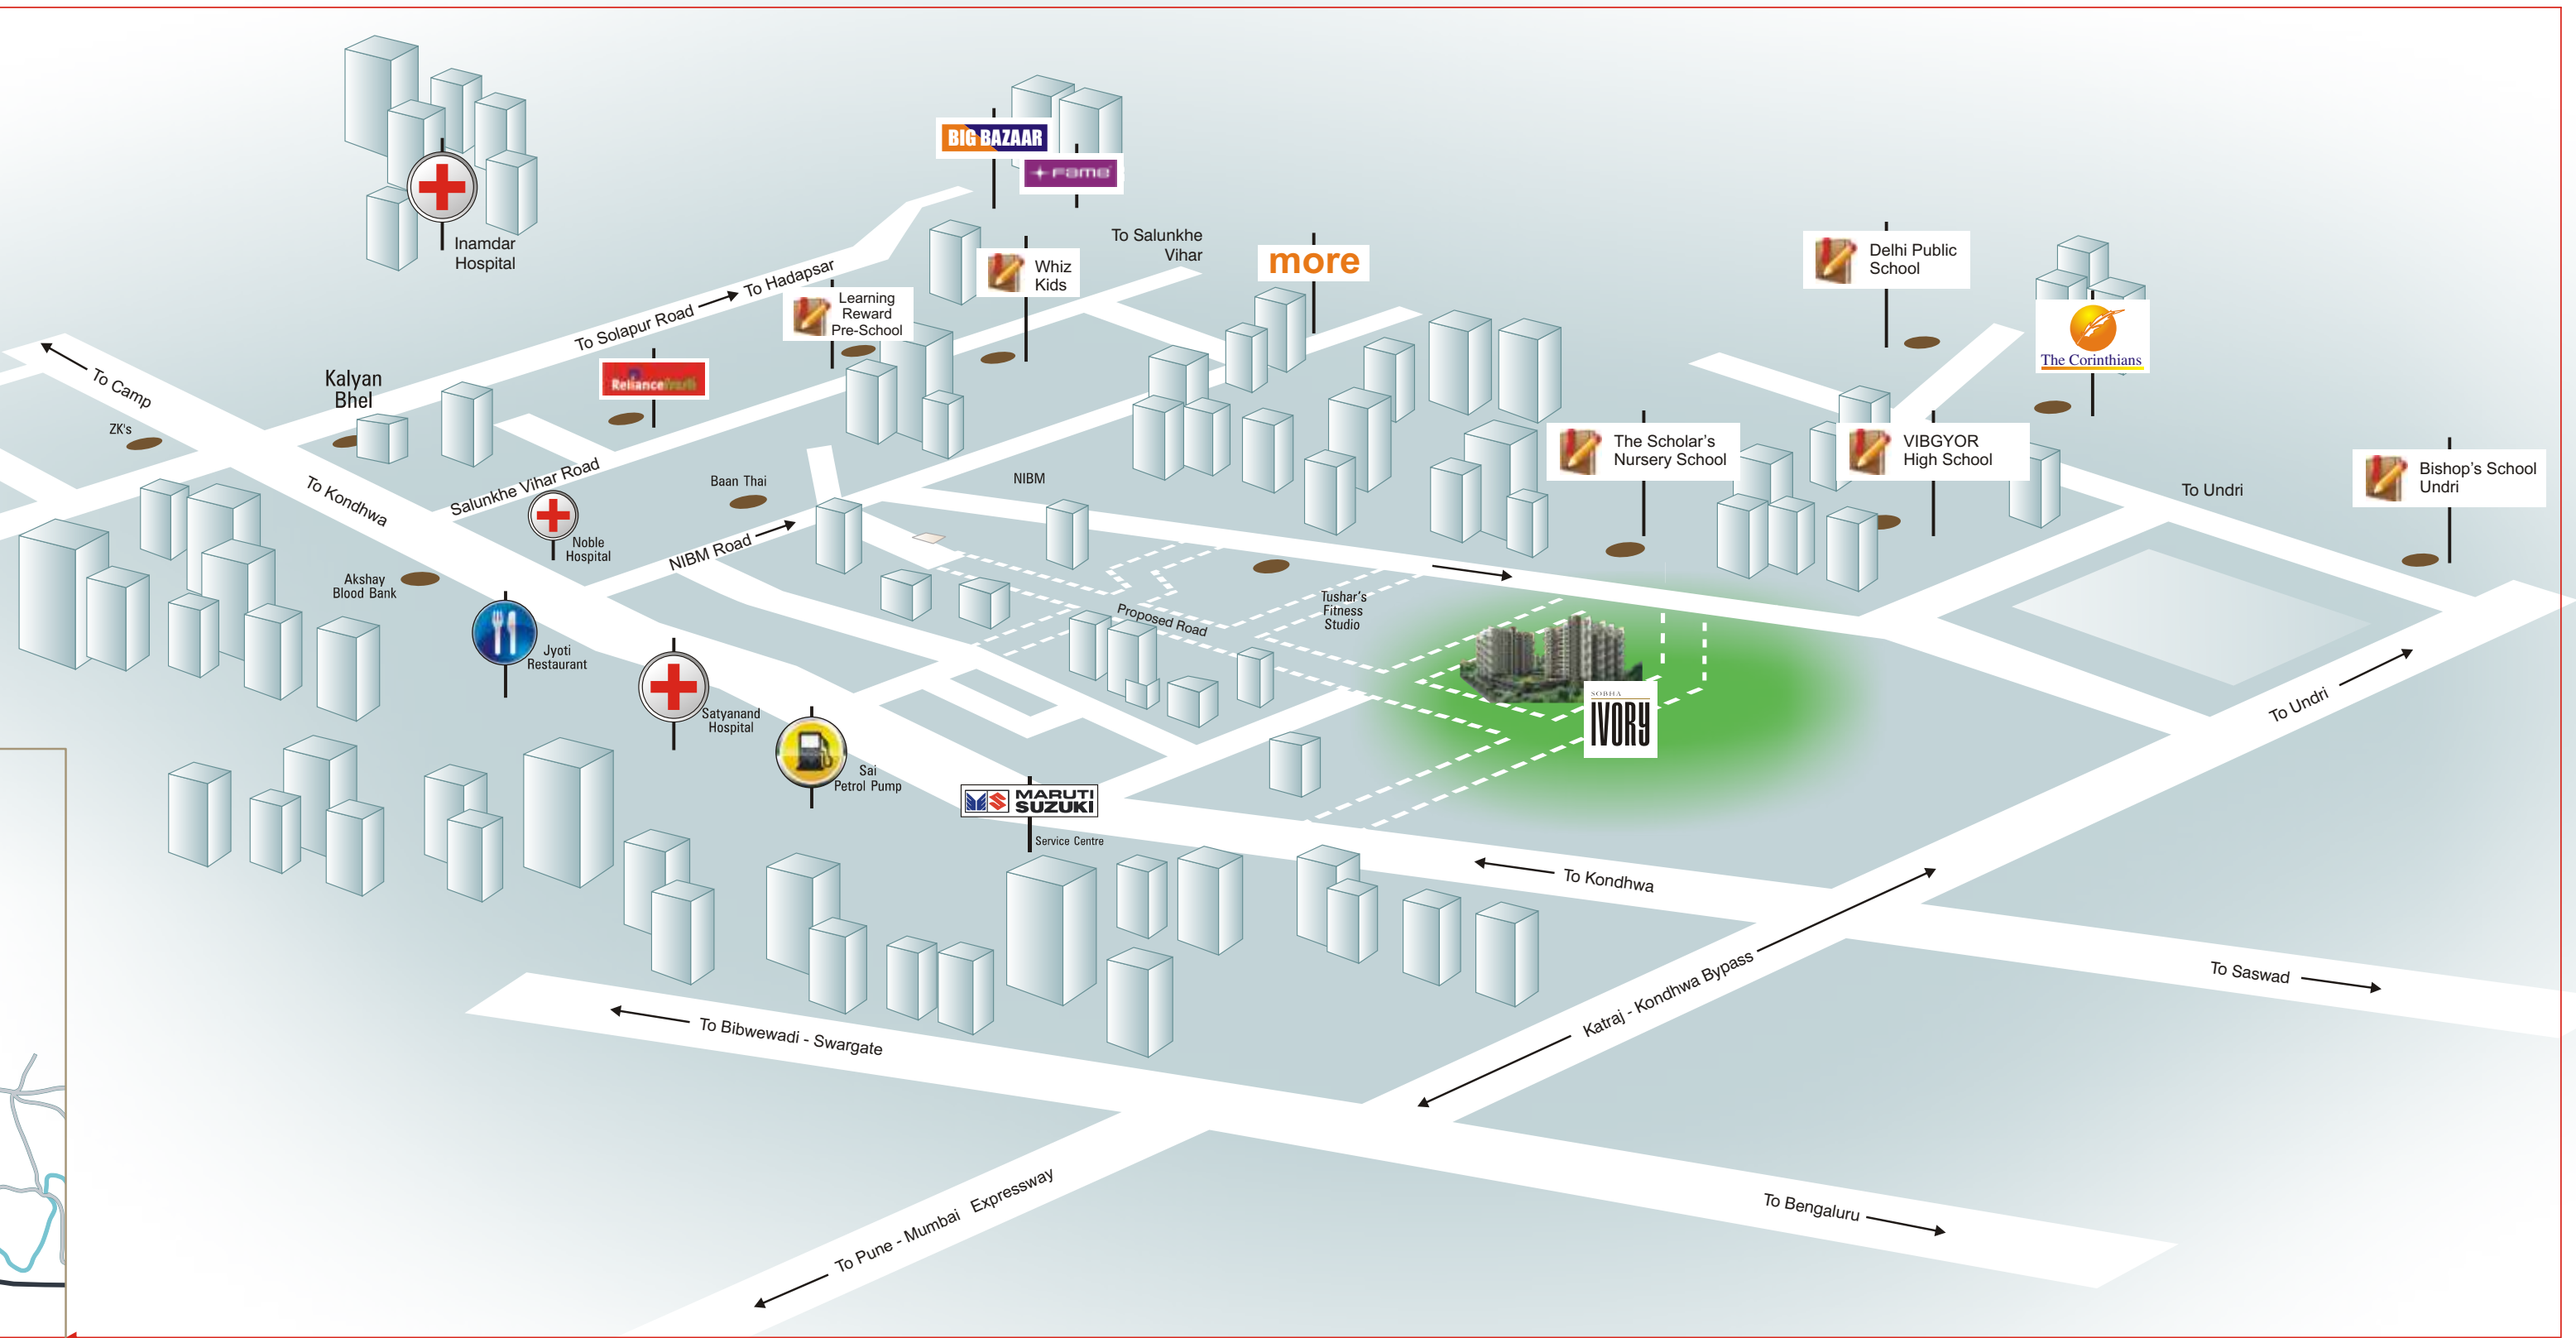 BIG BAZAAR
Fame
Inamdar
Hospital
To Salunkhe
Vihar
more
Delhi Public
School
Whiz
Kids
To Hadapsar
To Solapur Road
Learning
Reward
Pre-School
The Corinthians
Reliance fresh
To Camp
Kalyan
Bhel
ZK's
The Scholar's
Nursery School
VIBGYOR
High School
Bishop's School
Undri
To Undri
Salunkhe Vihar Road
To Kondhwa
Baan Thai
NIBM
Noble
Hospital
NIBM Road
Akshay
Blood Bank
Tushar's
Fitness
Studio
Proposed Road
Jyoti
Restaurant
Satyanand
Hospital
SOBHA
IVORY
To Undri
Sai
Petrol Pump
MARUTI
SUZUKI
Service Centre
To Kondhwa
Katraj - Kondhwa Bypass
To Saswad
To Bibwewadi - Swargate
To Pune - Mumbai Expressway
To Bengaluru